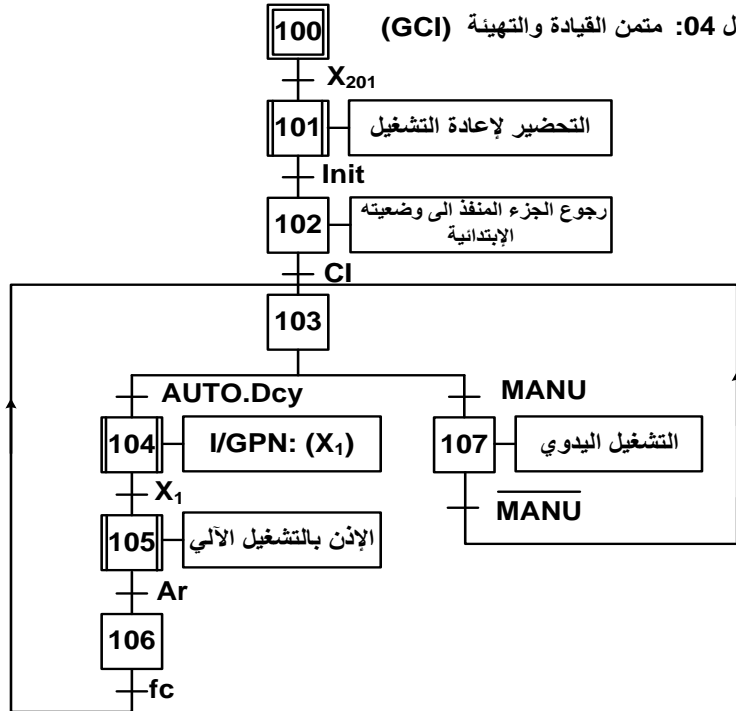 ل 04: متمن القيادة والتهيئة (GCI)
100
X₂₀₁
101
التحضير لإعادة التشغيل
Init
102
رجوع الجزء المنفذ الى وضعيته
الإبتدائية
CI
103
AUTO.Dcy
MANU
104
I/GPN: (X₁)
107
التشغيل اليدوي
X₁
M̅A̅N̅U̅
105
الإذن بالتشغيل الآلي
Ar
106
fc